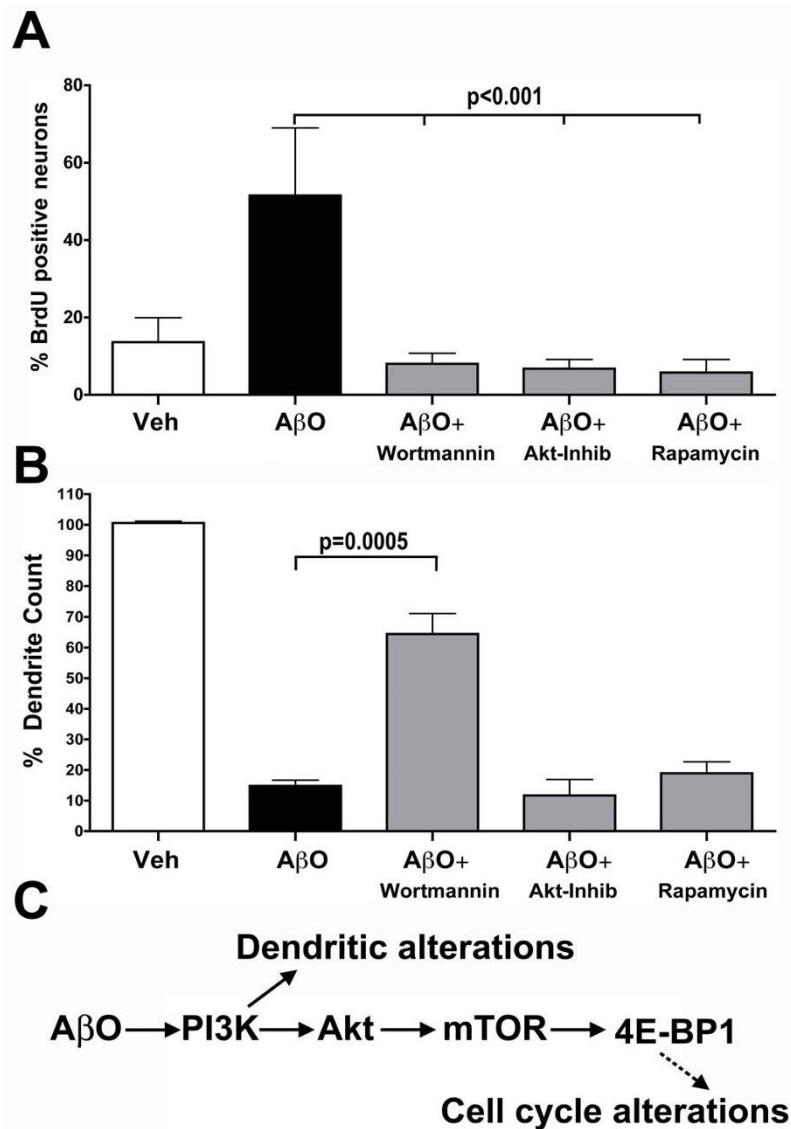 A
% BrdU positive neurons
80
60
40
20
0
p<0.001
Veh
AβO
AβO+
Wortmannin
AβO+
Akt-Inhib
AβO+
Rapamycin
B
% Dendrite Count
110
100
90
80
70
60
50
40
30
20
10
0
p=0.0005
Veh
AβO
AβO+
Wortmannin
AβO+
Akt-Inhib
AβO+
Rapamycin
C
Dendritic alterations
AβO PI3K Akt mTOR 4E-BP1
Cell cycle alterations